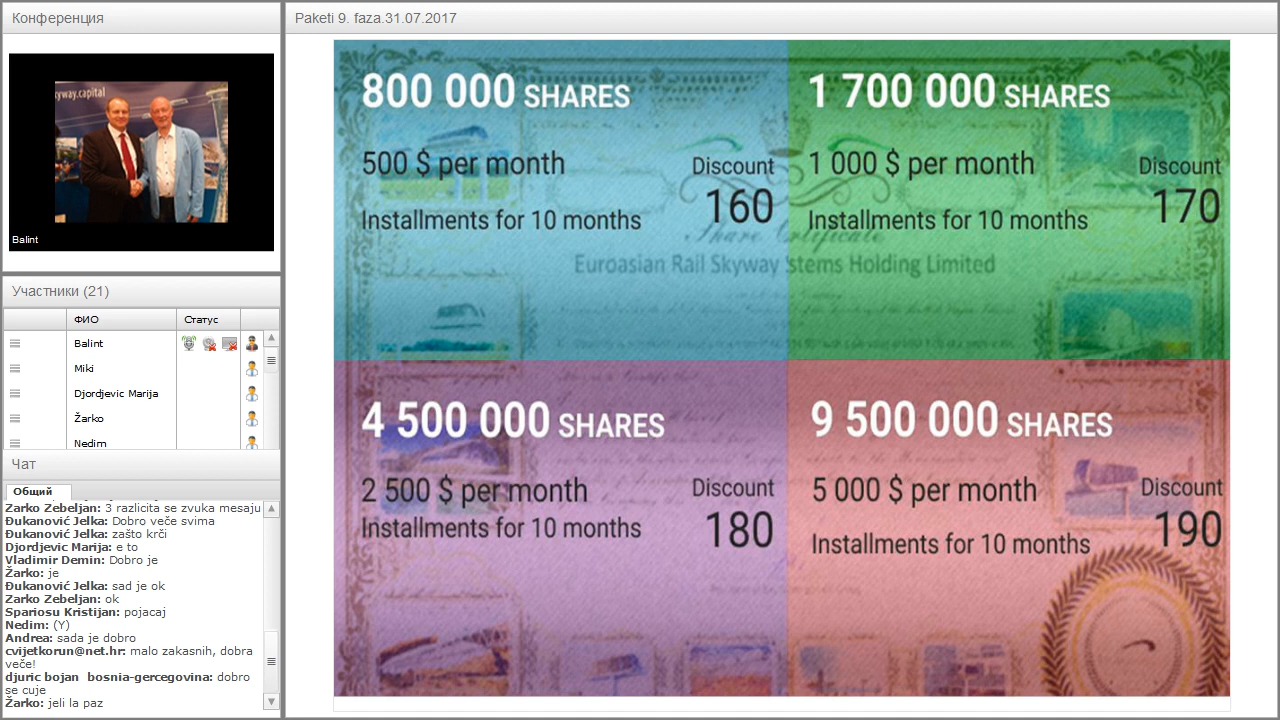 Конференция
kyway.capital
Balint
Участники (21)
ФИО
Статус
Balint
Miki
Djordjevic Marija
Žarko
Nedim
Чат
Общий
Zarko Zebeljan: 3 razlicita se zvuka mesaju
Đukanović Jelka: Dobro veče svima
Đukanović Jelka: zašto krči
Djordjevic Marija: e to
Vladimir Demin: Dobro je
Žarko: je
Đukanović Jelka: sad je ok
Zarko Zebeljan: ok
Spariosu Kristijan: pojacaj
Nedim: (Y)
Andrea: sada je dobro
cvijetkorun@net.hr: malo zakasnih, dobra
veče!
djuric bojan bosnia-gercegovina: dobro
se cuje
Žarko: jeli la paz
Paketi 9. faza.31.07.2017
800 000 SHARES
500 $ per month
Discount
160
Installments for 10 months
1 700 000 SHARES
1 000 $ per month
Discount
170
Installments for 10 months
Share Certificate
Euroasian Rail Skyway stems Holding Limited
4 500 000 SHARES
2 500 $ per month
Discount
180
Installments for 10 months
9 500 000 SHARES
5 000 $ per month
Discount
190
Installments for 10 months